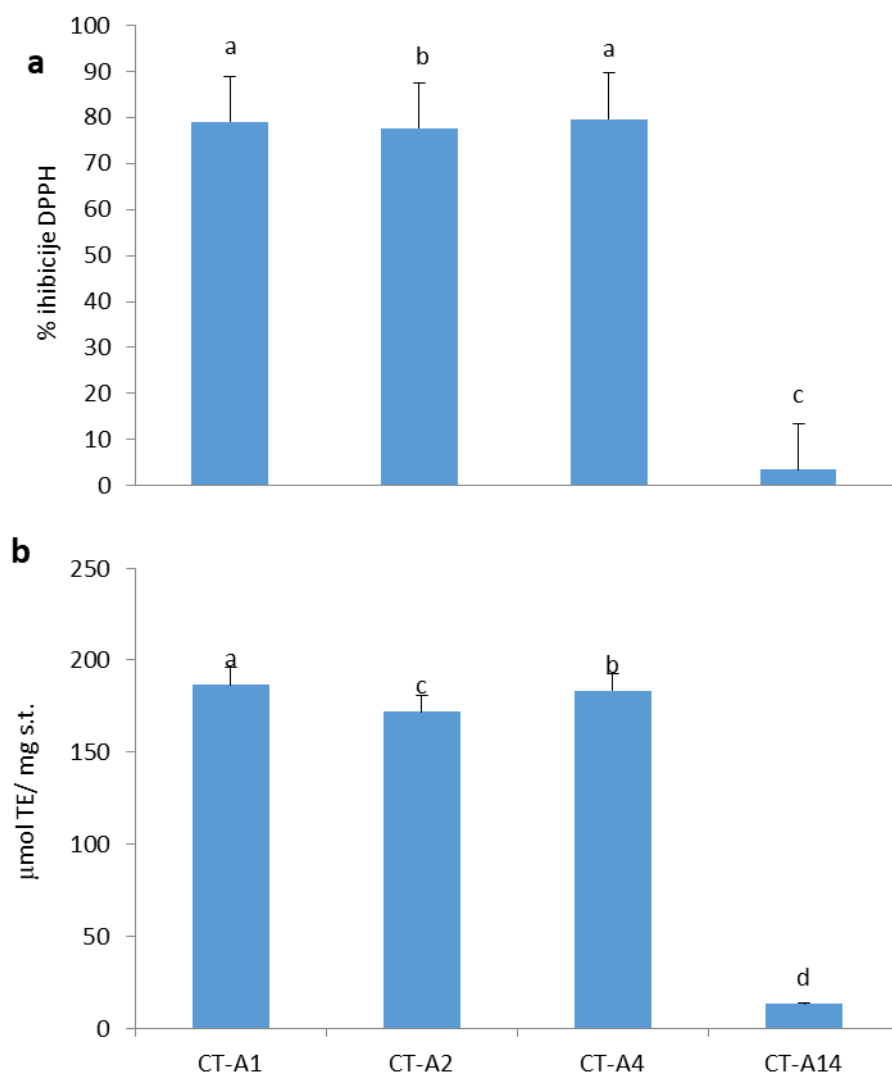 a
100
90
80
70
60
50
40
30
20
10
0
% ihibicije DPPH
a b a c
b
250
200
150
100
50
0
μmol TE/ mg s.t.
a c b d
CT-A1 CT-A2 CT-A4 CT-A14